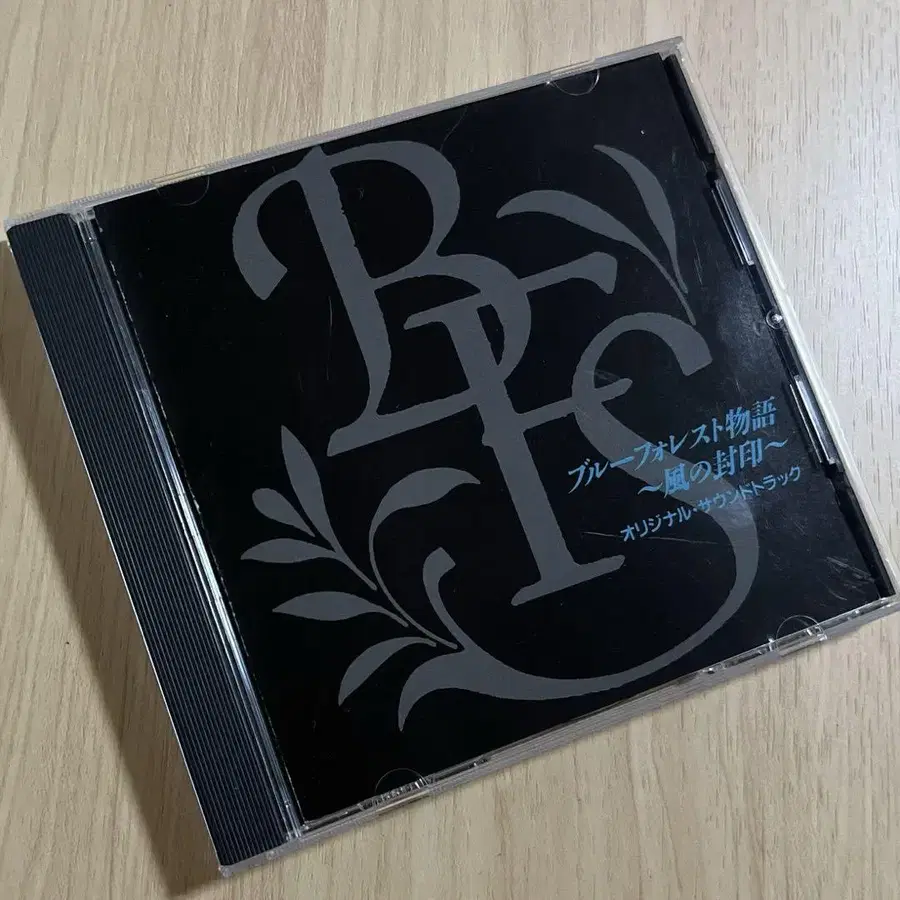 BFS
ブルーフォレスト物語
〜風の封印〜
オリジナル・サウンドトラック